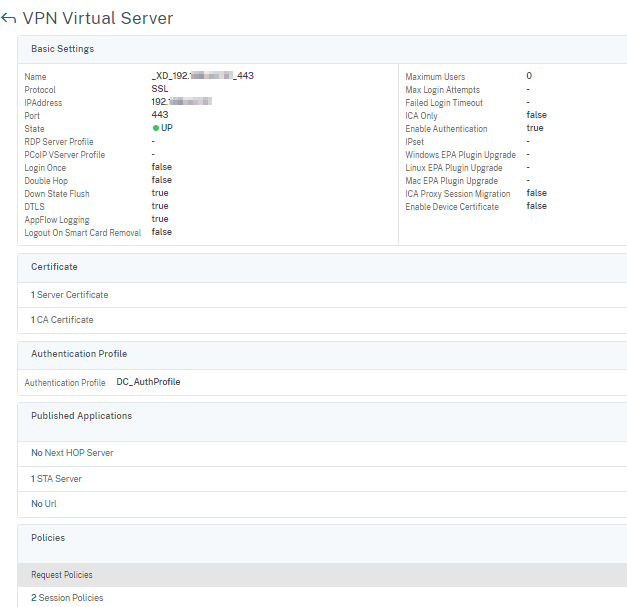 VPN Virtual Server
Basic Settings
Name _XD_192.1 _443
Protocol SSL
IPAddress 192.1
Port 443
State UP
RDP Server Profile -
PCoIP VServer Profile -
Login Once false
Double Hop false
Down State Flush true
DTLS true
AppFlow Logging true
Logout On Smart Card Removal false
Maximum Users 0
Max Login Attempts -
Failed Login Timeout -
ICA Only false
Enable Authentication true
IPset -
Windows EPA Plugin Upgrade -
Linux EPA Plugin Upgrade -
Mac EPA Plugin Upgrade -
ICA Proxy Session Migration false
Enable Device Certificate false
Certificate
1 Server Certificate
1 CA Certificate
Authentication Profile
Authentication Profile DC_AuthProfile
Published Applications
No Next HOP Server
1 STA Server
No Url
Policies
Request Policies
2 Session Policies